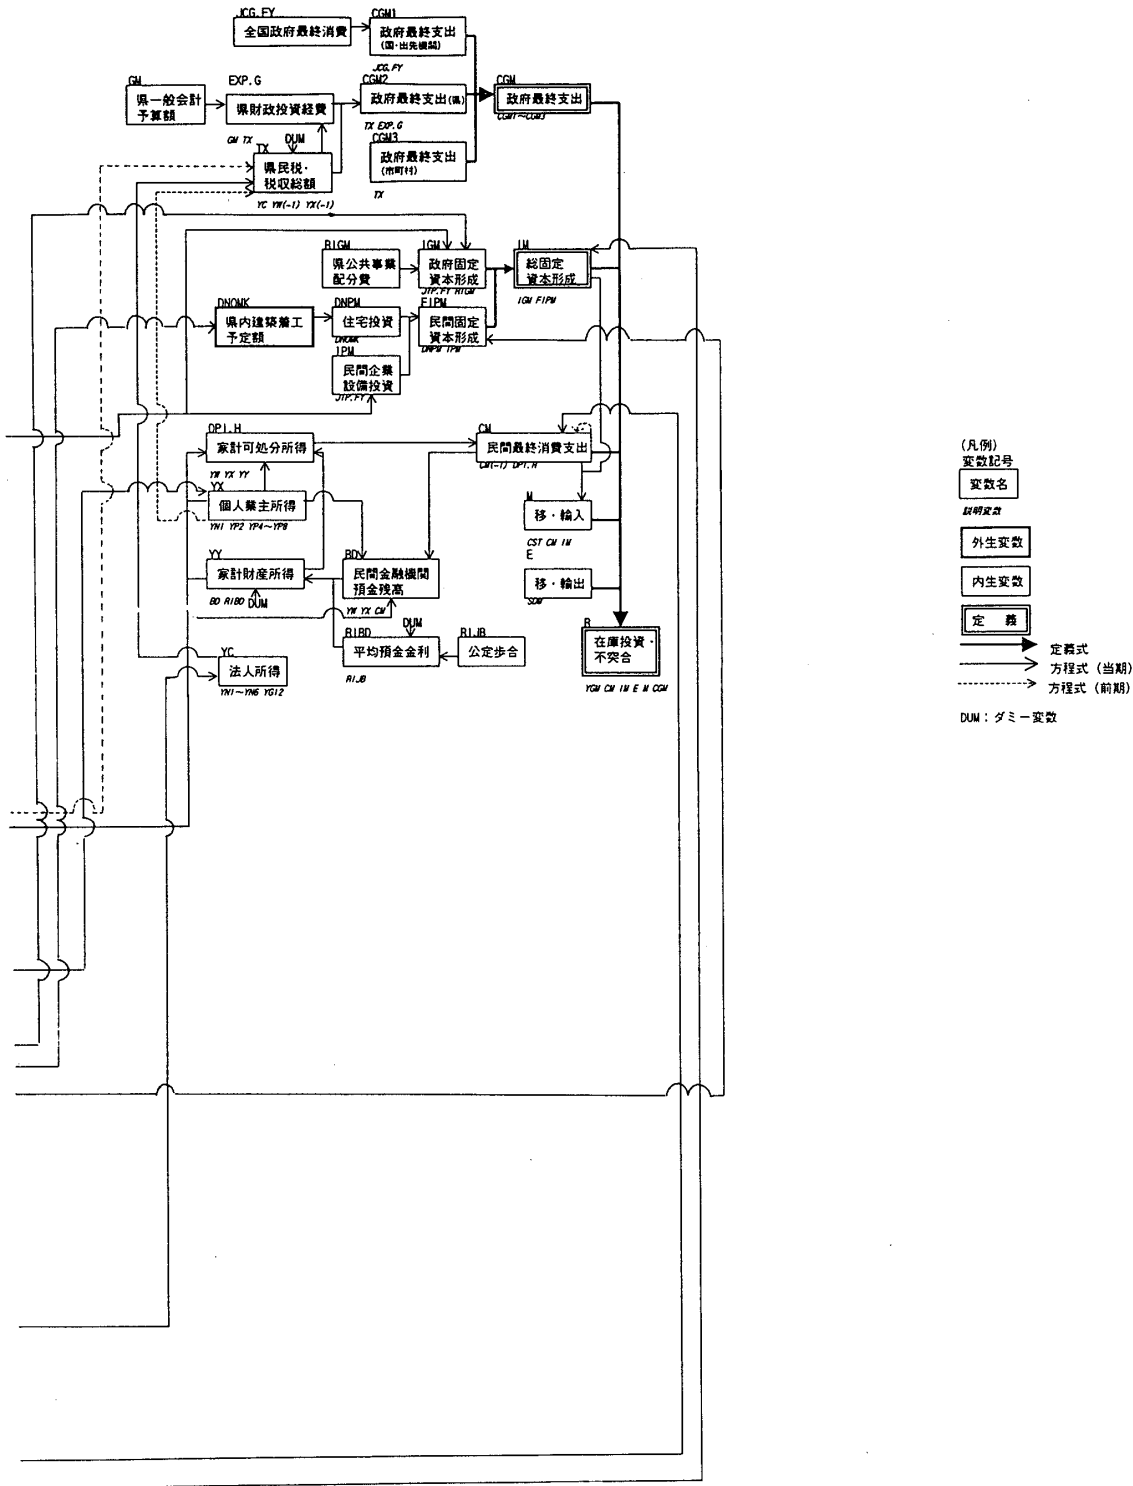 JCG.FY
全国政府最終消費
CGM1
政府最終支出
(国・出先機関)
JCG.FY
GM
県一般会計
予算額
EXP.G
県財政投資経費
GM TX
CGM2
政府最終支出(県)
TX EXP.G
CGM
政府最終支出
CGM1~CGM3
DUM
TX
県民税・
税収総額
YC YW(-1) YX(-1)
CGM3
政府最終支出
(市町村)
TX
県公共事業
配分費
IGM
政府固定
資本形成
IM
総固定
資本形成
IGM FIPM
DNOMK
県内建築着工
予定額
DNPM
住宅投資
DNOMK
FIPM
民間固定
資本形成
DNPM IPM
IPM
民間企業
設備投資
JIP.FY
DPI.H
家計可処分所得
YW YX YY
CM
民間最終消費支出
CM(-1) DPI.H
YX
個人業主所得
YN1 YP2 YP4~YP8
M
移・輸入
CST CM IM
YY
家計財産所得
BD RIBD
DUM
BD
民間金融機関
預金残高
YW YX CM
E
移・輸出
SDM
RIBD
平均預金金利
RIJB
DUM
RIJB
公定歩合
R
在庫投資・
不突合
YGM CM IM E M CGM
YC
法人所得
YN1~YN6 YG12
(凡例)
変数記号
変数名
説明変数
外生変数
内生変数
定 義
定義式
方程式 (当期)
方程式 (前期)
DUM:ダミー変数